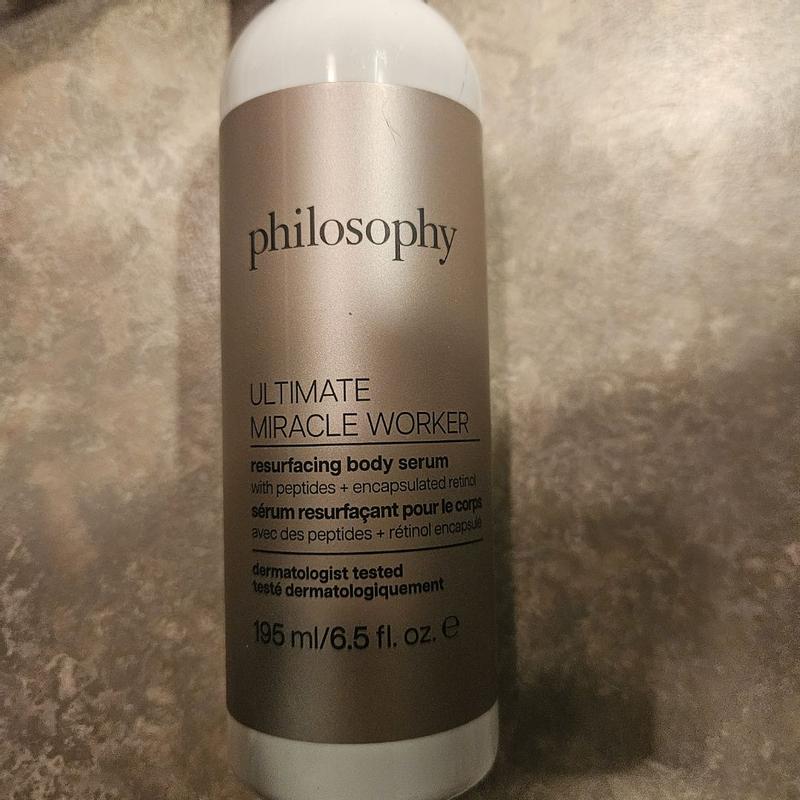 philosophy
ULTIMATE
MIRACLE WORKER
resurfacing body serum
with peptides + encapsulated retinol
sérum resurfaçant pour le corps
avec des peptides + rétinol encapsulé
dermatologist tested
testé dermatologiquement
195 ml/6.5 fl. oz. ℮